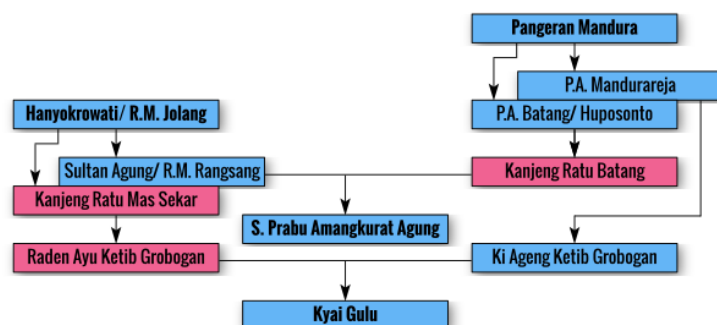 Pangeran Mandura
P.A. Mandurareja
Hanyokrowati/ R.M. Jolang
P.A. Batang/ Huposonto
Sultan Agung/ R.M. Rangsang
Kanjeng Ratu Batang
Kanjeng Ratu Mas Sekar
S. Prabu Amangkurat Agung
Raden Ayu Ketib Grobogan
Ki Ageng Ketib Grobogan
Kyai Gulu